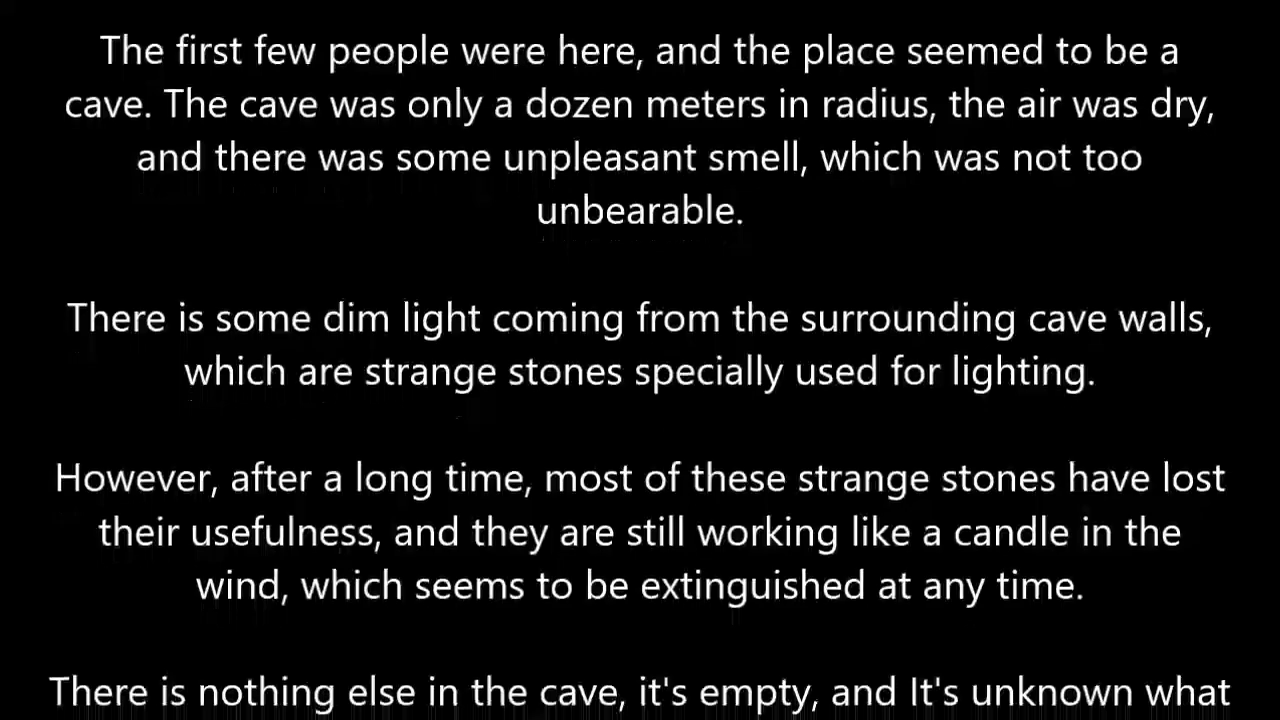 The first few people were here, and the place seemed to be a
cave. The cave was only a dozen meters in radius, the air was dry,
and there was some unpleasant smell, which was not too
unbearable.
There is some dim light coming from the surrounding cave walls,
which are strange stones specially used for lighting.
However, after a long time, most of these strange stones have lost
their usefulness, and they are still working like a candle in the
wind, which seems to be extinguished at any time.
There is nothing else in the cave, it's empty, and It's unknown what